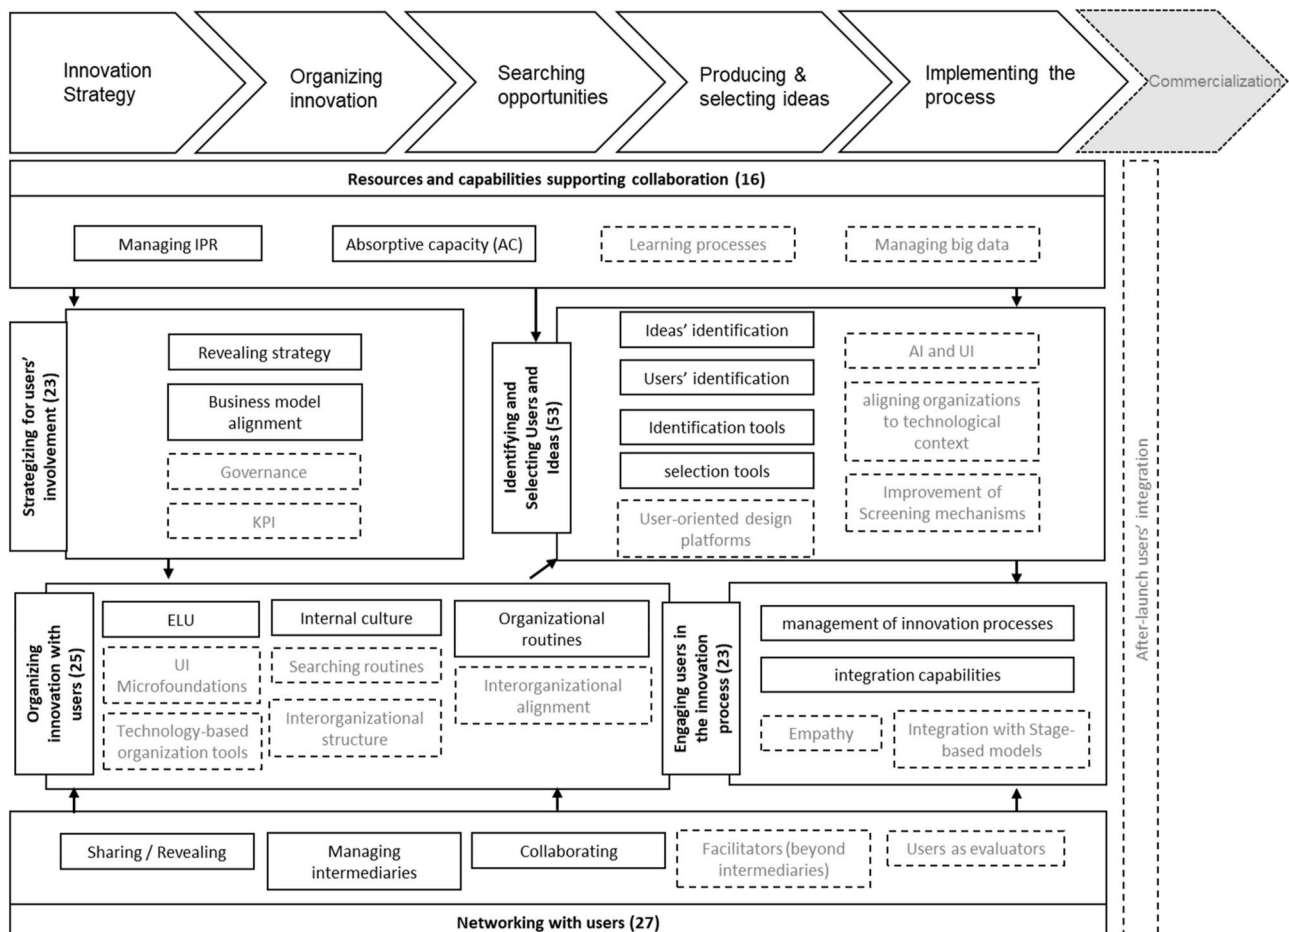 Innovation
Strategy
Organizing
innovation
Searching
opportunities
Producing &
selecting ideas
Implementing the
process
Commercialization
Resources and capabilities supporting collaboration (16)
Managing IPR
Absorptive capacity (AC)
Learning processes
Managing big data
Strategizing for users'
involvement (23)
Revealing strategy
Business model
alignment
Governance
KPI
Identifying and
Selecting Users and
Ideas (53)
Ideas' identification
Users' identification
Identification tools
selection tools
User-oriented design
platforms
AI and UI
aligning organizations
to technological
context
Improvement of
Screening mechanisms
Organizing
innovation with
users (25)
ELU
UI
Microfoundations
Technology-based
organization tools
Internal culture
Searching routines
Interorganizational
structure
Organizational
routines
Interorganizational
alignment
Engaging users in
the innovation
process (23)
management of innovation processes
integration capabilities
Empathy
Integration with Stage-
based models
After-launch users' integration
Sharing / Revealing
Managing
intermediaries
Collaborating
Facilitators (beyond
intermediaries)
Users as evaluators
Networking with users (27)